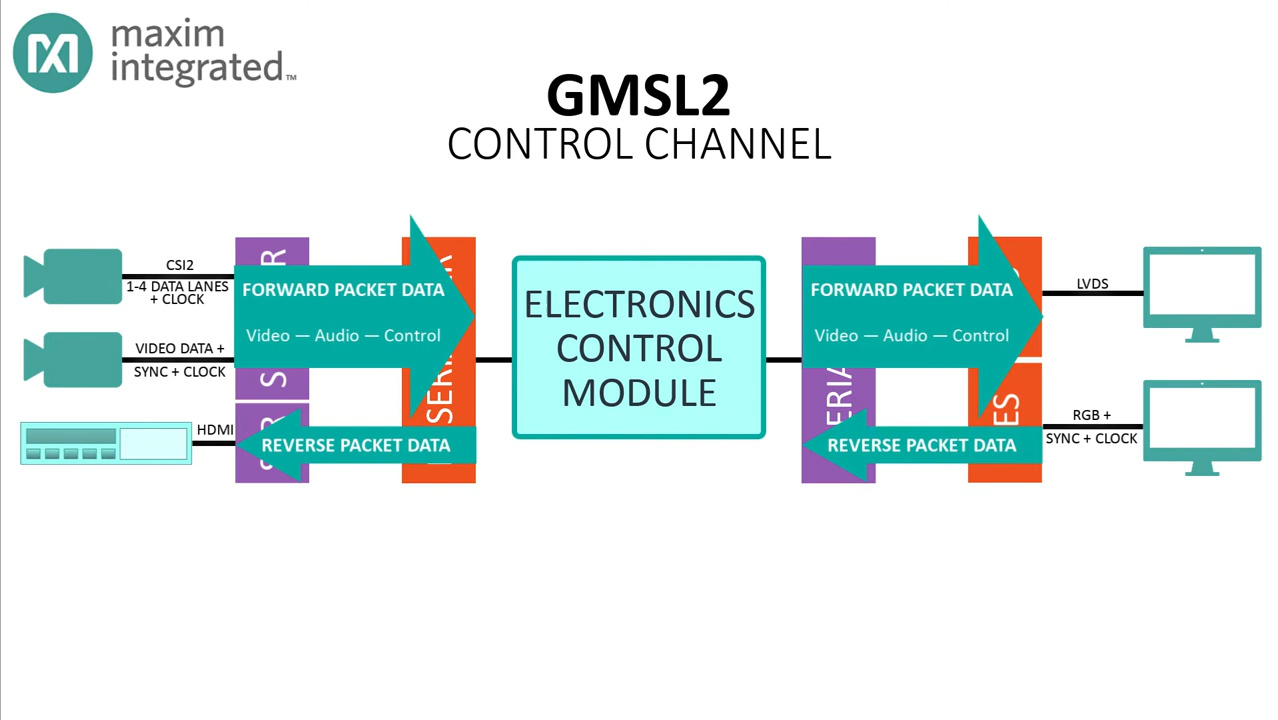 maxim
integrated™
GMSL2
CONTROL CHANNEL
CSI2
1-4 DATA LANES
+ CLOCK
VIDEO DATA +
SYNC + CLOCK
HDMI
FORWARD PACKET DATA
Video — Audio — Control
REVERSE PACKET DATA
ELECTRONICS
CONTROL
MODULE
FORWARD PACKET DATA
Video — Audio — Control
REVERSE PACKET DATA
LVDS
RGB +
SYNC + CLOCK